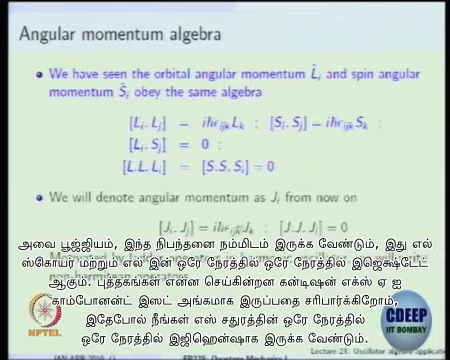 Angular momentum algebra
We have seen the orbital angular momentum L̂ᵢ and spin angular
momentum Ŝᵢ obey the same algebra
[Lᵢ, Lⱼ] = iħεᵢⱼₖLₖ ; [Sᵢ, Sⱼ] = iħεᵢⱼₖSₖ ;
[Lᵢ, Sⱼ] = 0 ;
[L.L, Lᵢ] = [S.S, Sᵢ] = 0
We will denote angular momentum as Jᵢ from now on
[Jᵢ, Jⱼ] = iħεᵢⱼₖJₖ ; [J.J, Jᵢ] = 0
அவை பூஜ்ஜியம், இந்த நிபந்தனை நம்மிடம் இருக்க வேண்டும், இது எல்
ஸ்கொயர் மற்றும் எல் இன் ஒரே நேரத்தில் ஒரே நேரத்தில் இஜெக்ஷ்டேட்
ஆகும். புத்தகங்கள் என்ன செய்கின்றன கன்டிஷன் எக்ஸ் ஏ ஐ
காம்போனன்ட் இஸட் அங்கமாக இருப்பதை சரிபார்க்கிறோம்,
இதேபோல் நீங்கள் எஸ் சதுரத்தின் ஒரே நேரத்தில்
ஒரே நேரத்தில் இஜிஹென்ஷாக இருக்க வேண்டும்.
NPTEL
CDEEP
IIT BOMBAY
Lecture 21: Oscillator algebra application